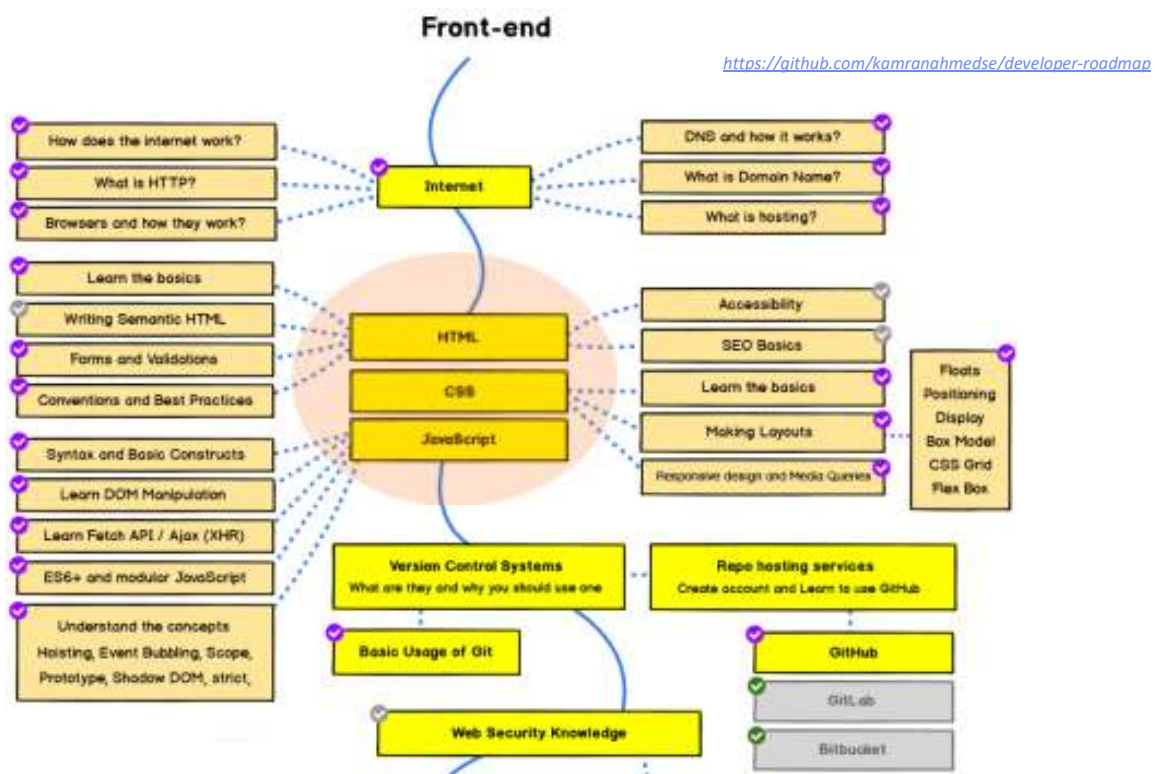 Front-end
https://github.com/kamranahmedse/developer-roadmap
How does the internet work?
What is HTTP?
Browsers and how they work?
Internet
DNS and how it works?
What is Domain Name?
What is hosting?
Learn the basics
Writing Semantic HTML
Forms and Validations
Conventions and Best Practices
HTML
CSS
JavaScript
Accessibility
SEO Basics
Learn the basics
Making Layouts
Responsive design and Media Queries
Floats
Positioning
Display
Box Model
CSS Grid
Flex Box
Syntax and Basic Constructs
Learn DOM Manipulation
Learn Fetch API / Ajax (XHR)
ES6+ and modular JavaScript
Understand the concepts
Hoisting, Event Bubbling, Scope,
Prototype, Shadow DOM, strict,
Version Control Systems
What are they and why you should use one
Repo hosting services
Create account and Learn to use GitHub
Basic Usage of Git
GitHub
GitLab
Bitbucket
Web Security Knowledge